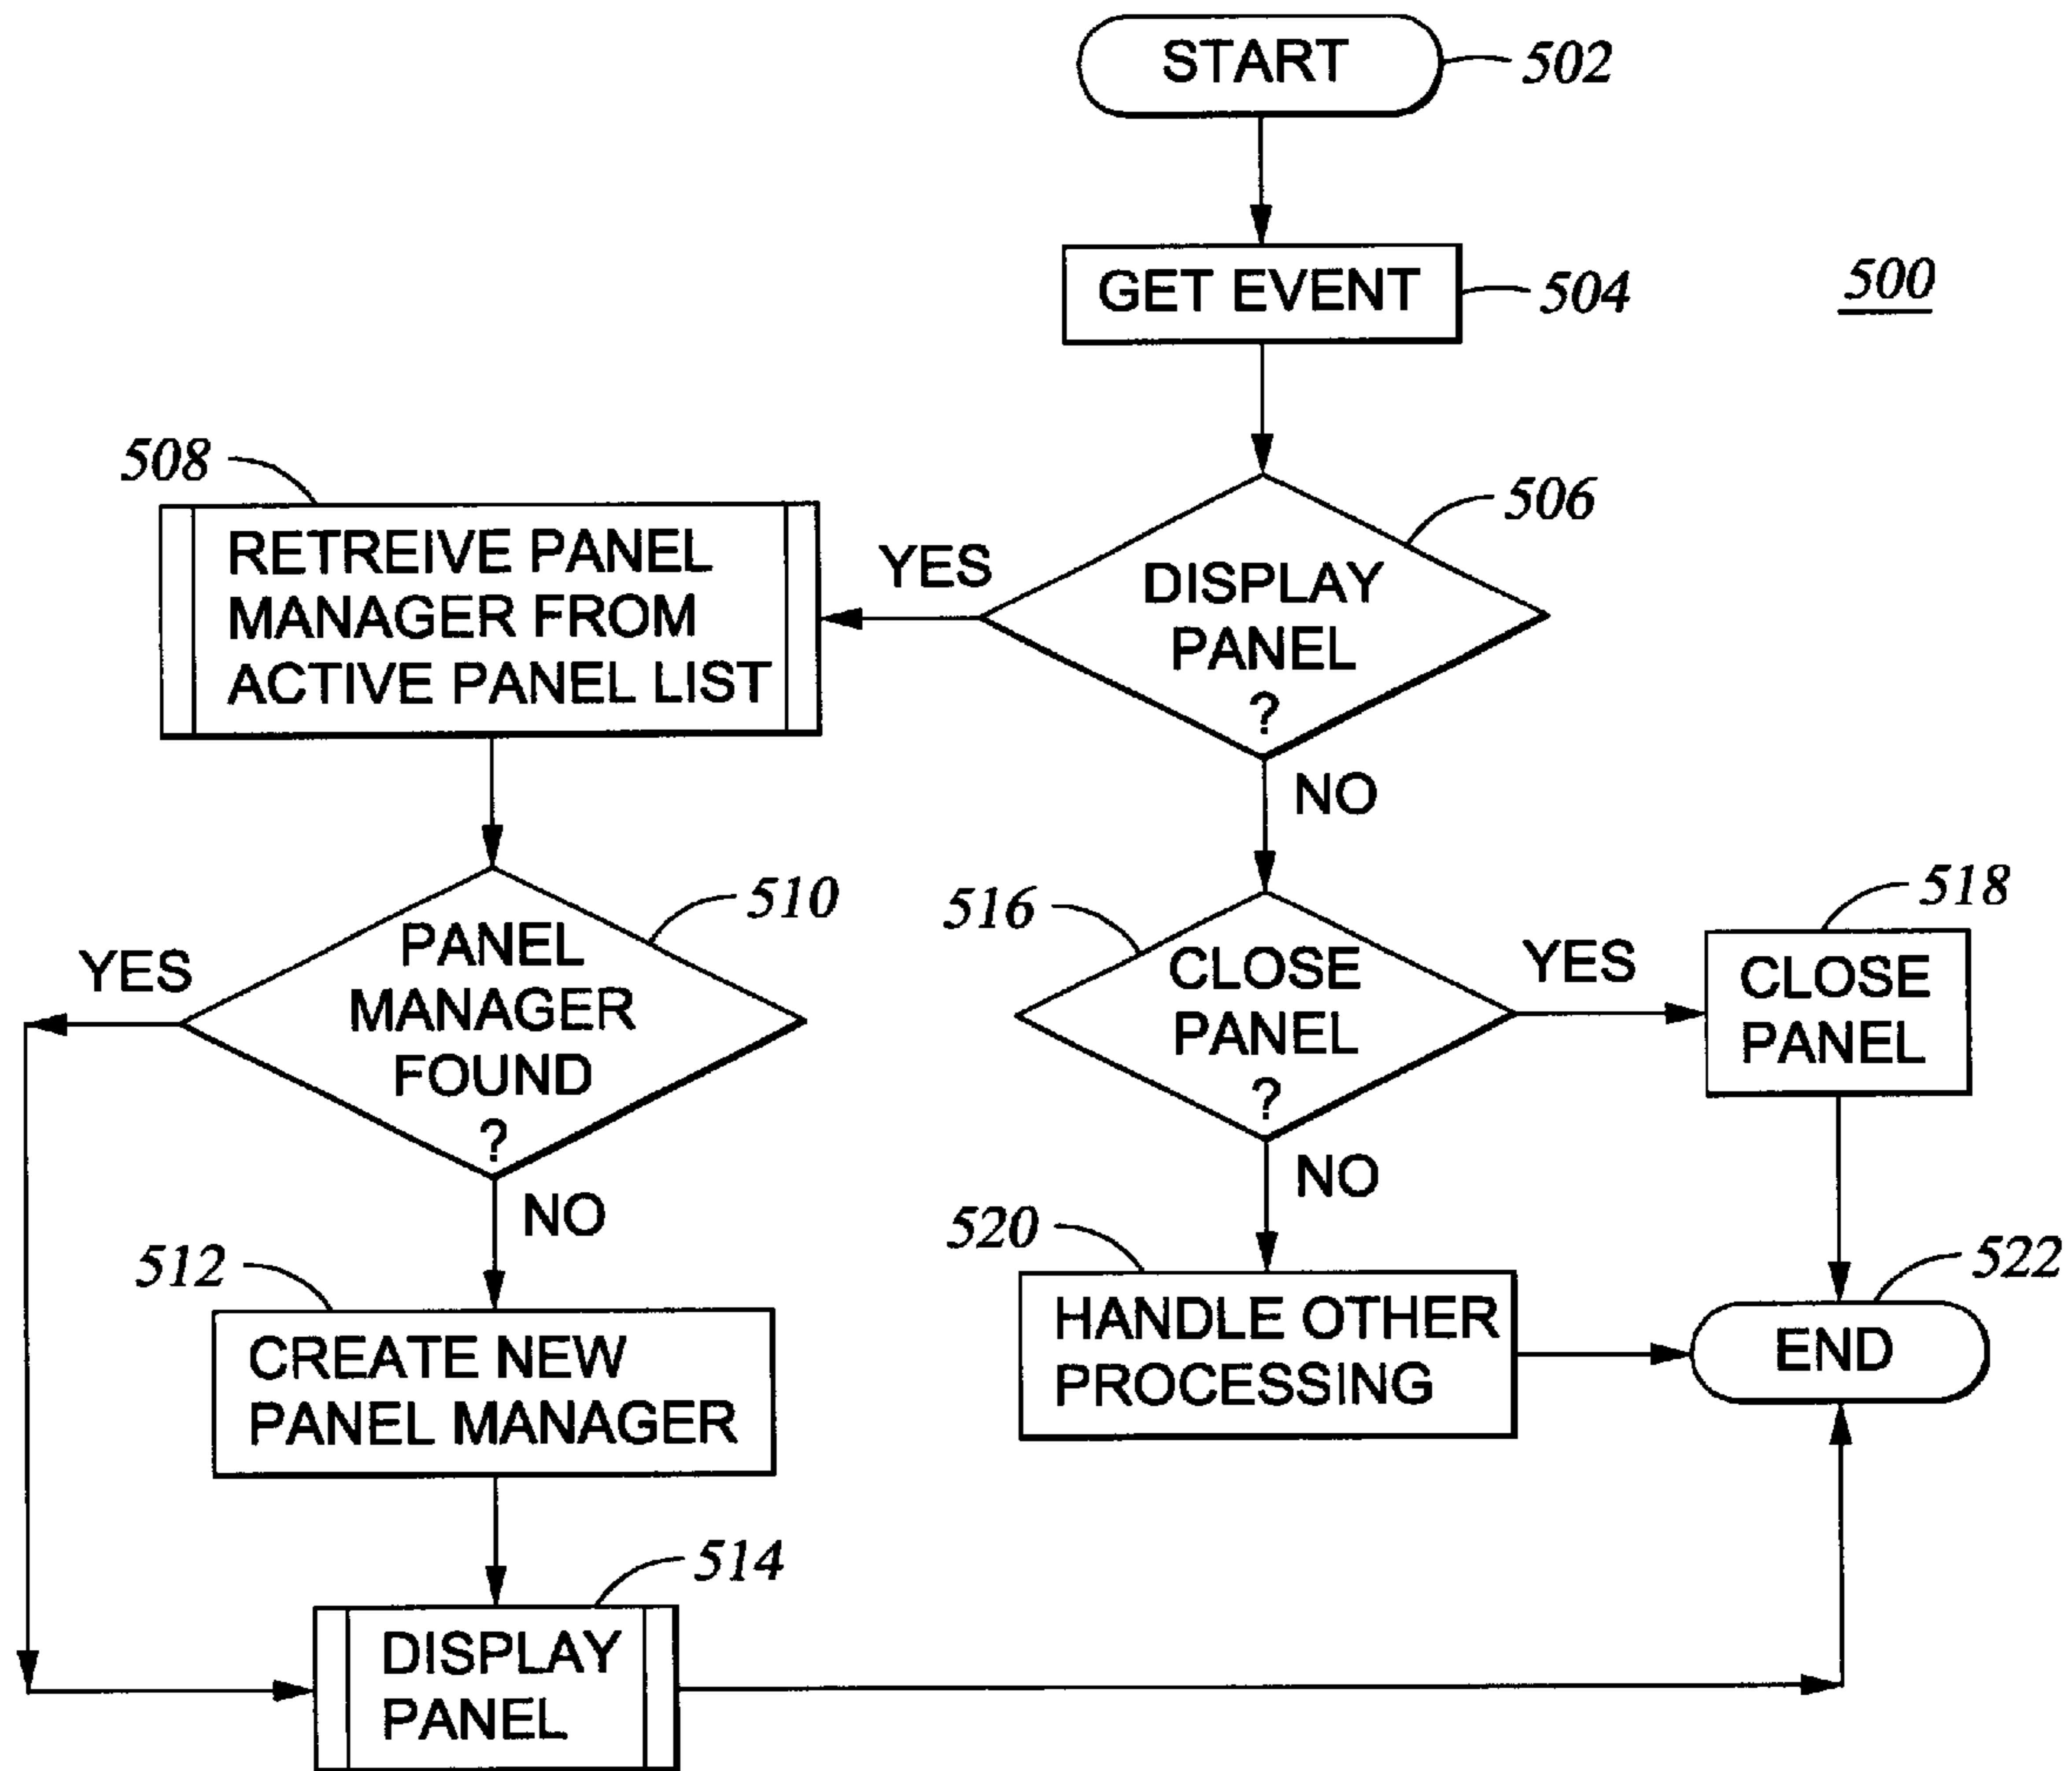 START
502
GET EVENT
504
500
508
506
RETREIVE PANEL
MANAGER FROM
ACTIVE PANEL LIST
YES
DISPLAY
PANEL
?
NO
510
516
518
YES
PANEL
MANAGER
FOUND
?
CLOSE
PANEL
?
YES
CLOSE
PANEL
NO
NO
512
520
522
CREATE NEW
PANEL MANAGER
HANDLE OTHER
PROCESSING
END
514
DISPLAY
PANEL